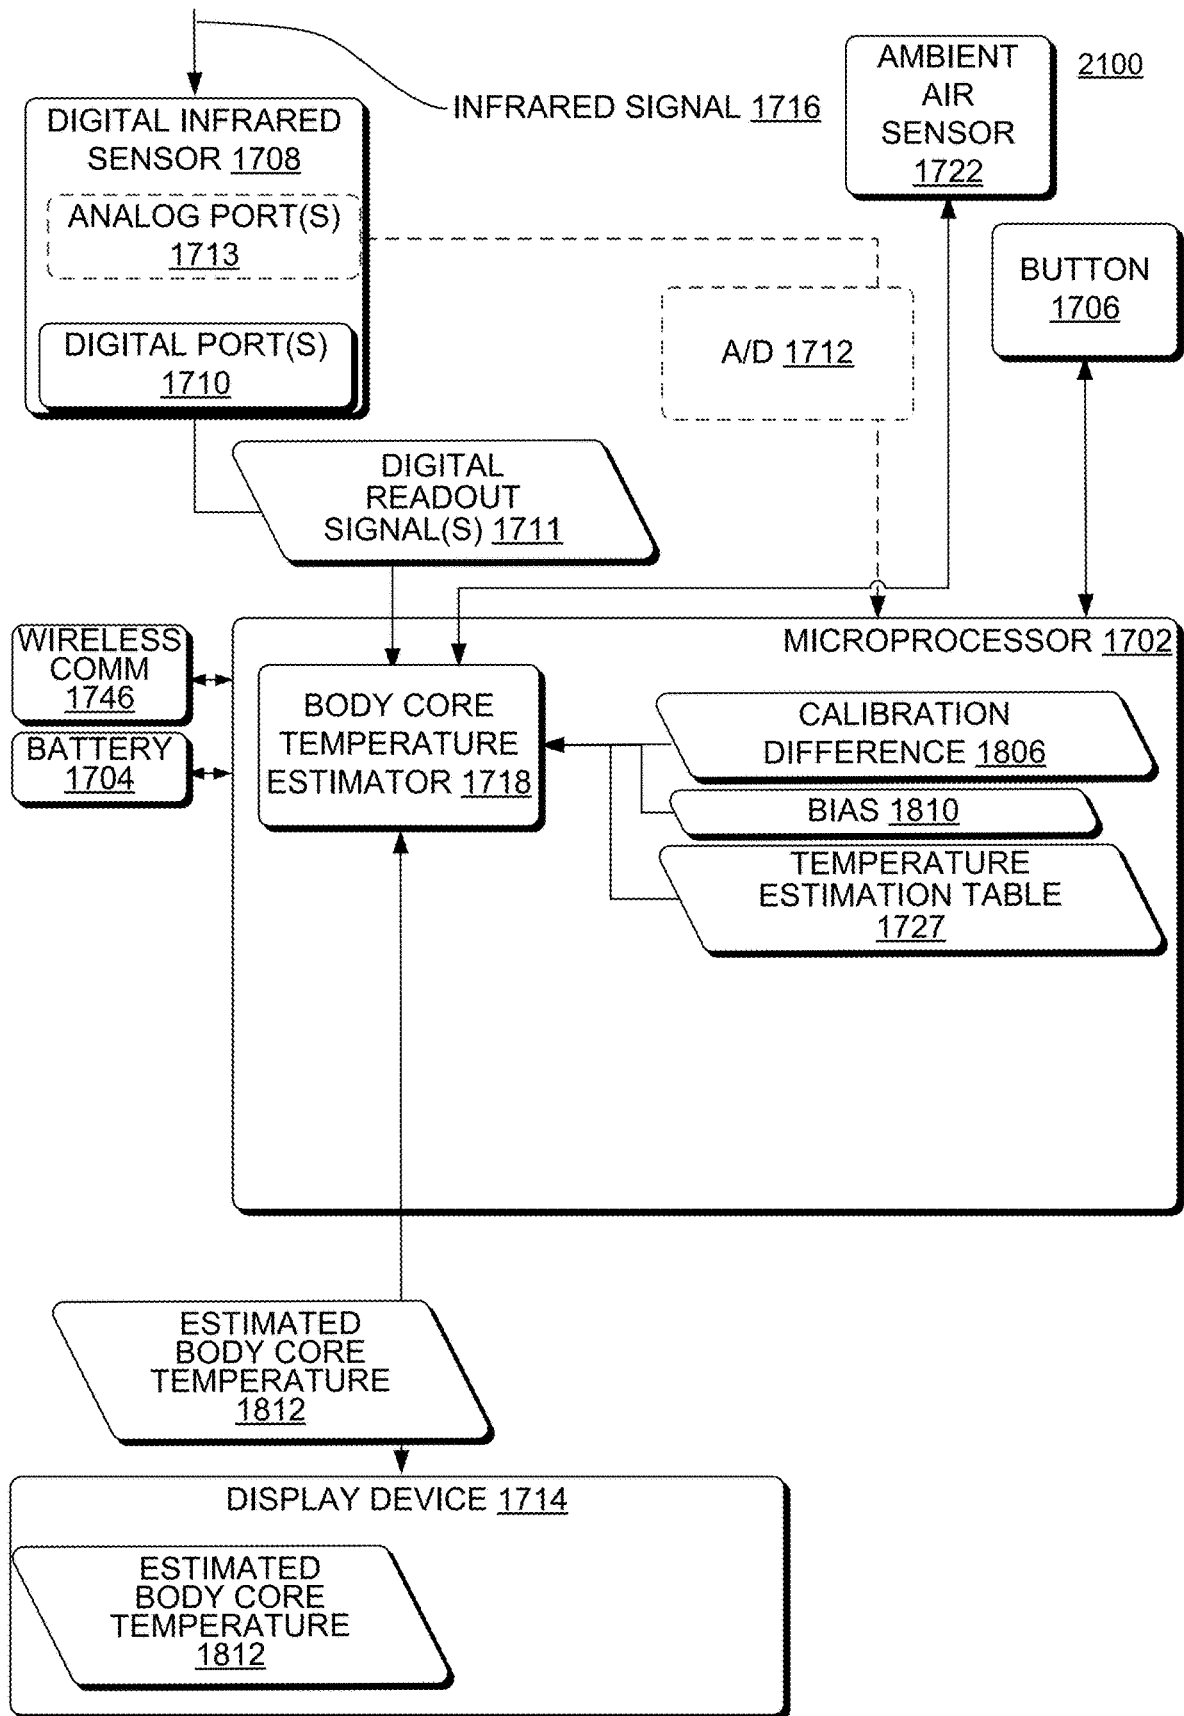 AMBIENT
AIR
SENSOR
1722
2100
INFRARED SIGNAL 1716
DIGITAL INFRARED
SENSOR 1708
ANALOG PORT(S)
1713
DIGITAL PORT(S)
1710
BUTTON
1706
A/D 1712
DIGITAL
READOUT
SIGNAL(S) 1711
WIRELESS
COMM
1746
BATTERY
1704
MICROPROCESSOR 1702
BODY CORE
TEMPERATURE
ESTIMATOR 1718
CALIBRATION
DIFFERENCE 1806
BIAS 1810
TEMPERATURE
ESTIMATION TABLE
1727
ESTIMATED
BODY CORE
TEMPERATURE
1812
DISPLAY DEVICE 1714
ESTIMATED
BODY CORE
TEMPERATURE
1812